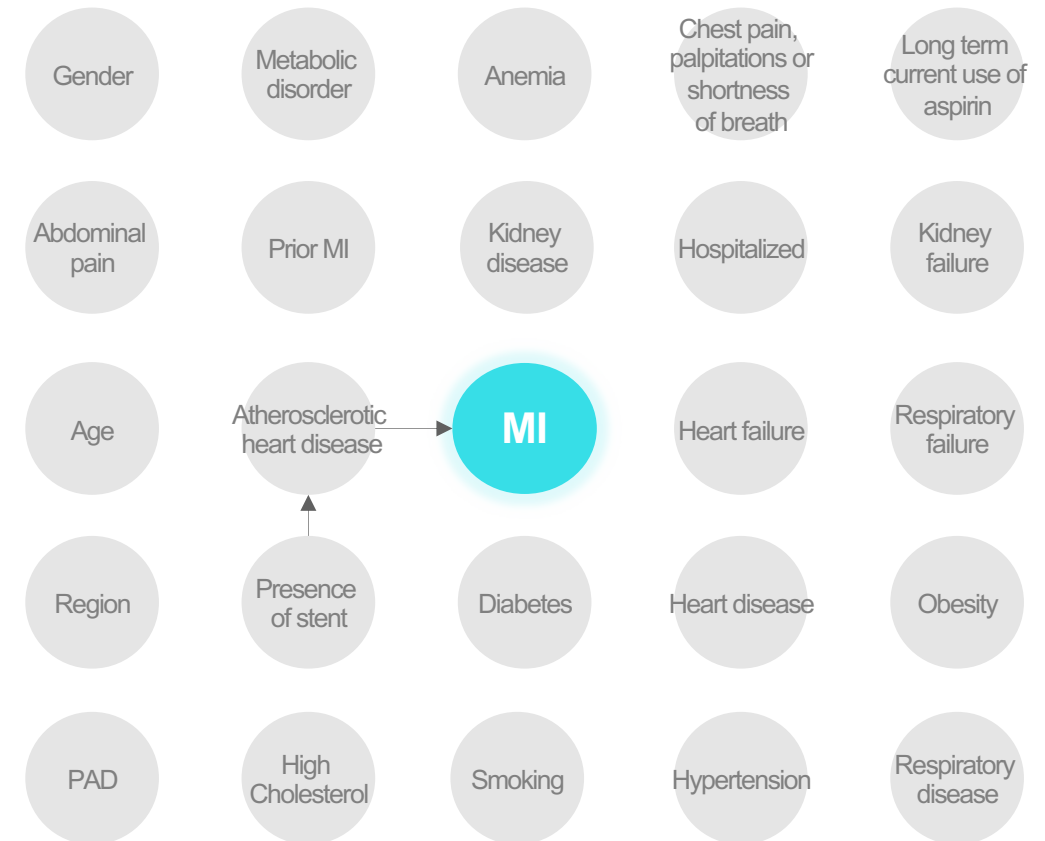 Gender
Metabolic
disorder
Anemia
Chest pain,
palpitations or
shortness
of breath
Long term
current use of
aspirin
Abdominal
pain
Prior MI
Kidney
disease
Hospitalized
Kidney
failure
Age
Atherosclerotic
heart disease
MI
Heart failure
Respiratory
failure
Region
Presence
of stent
Diabetes
Heart disease
Obesity
PAD
High
Cholesterol
Smoking
Hypertension
Respiratory
disease